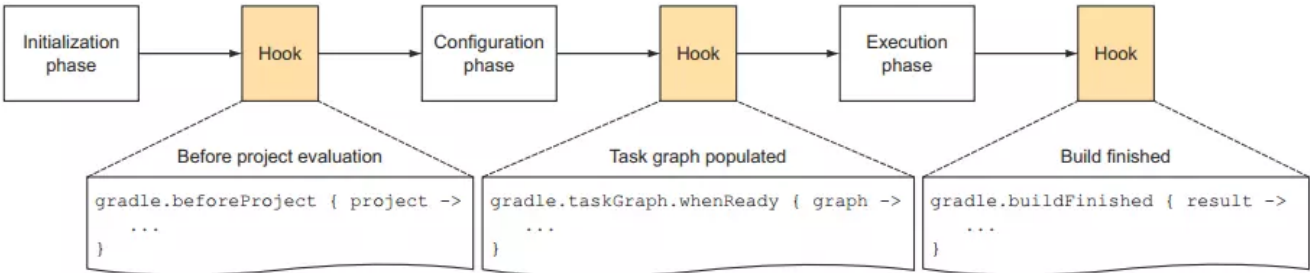 Initialization
phase
Hook
Configuration
phase
Hook
Execution
phase
Hook
Before project evaluation
Task graph populated
Build finished
gradle.beforeProject { project ->
...
}
gradle.taskGraph.whenReady { graph ->
...
}
gradle.buildFinished { result ->
...
}